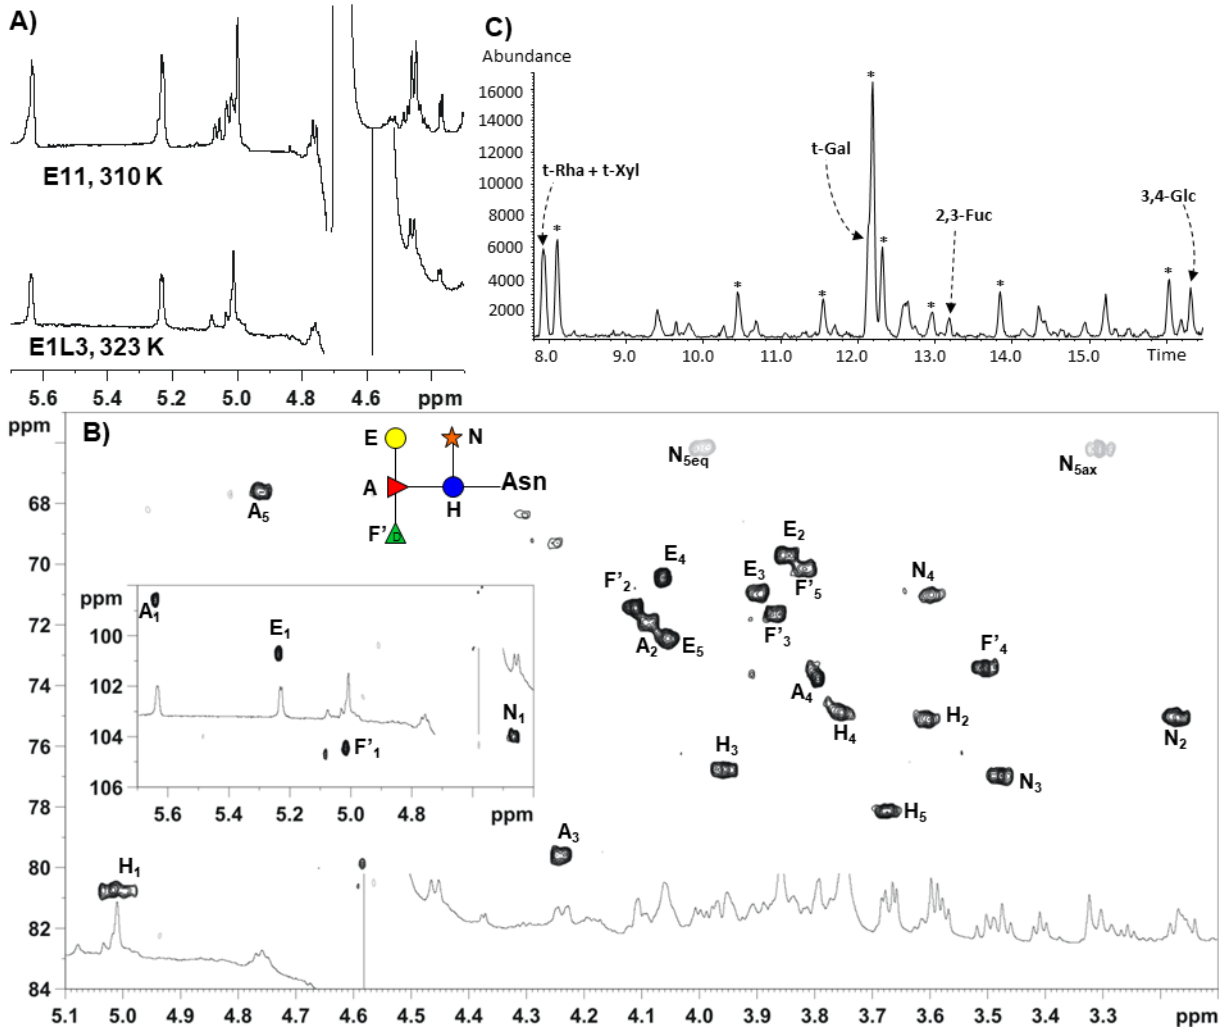 A)
E11, 310 K
E1L3, 323 K
5.6 5.4 5.2 5.0 4.8 4.6 ppm
C)
Abundance
16000
14000
12000
10000
8000
6000
4000
2000
t-Rha + t-Xyl
*
*
*
t-Gal
*
*
*
2,3-Fuc
*
*
3,4-Glc
8.0 9.0 10.0 11.0 12.0 13.0 14.0 15.0 Time
B)
ppm
68
70
72
74
76
78
80
82
84
E N
A Asn
H
F' D
N5eq
N5ax
A5
E2
E4
E3
F'5
N4
F'2
F'3
A2 E5
F'4
A4
H4
H2
N2
H3
N3
H5
A3
H1
ppm
100
102
104
106
A1
E1
N1
F'1
5.6 5.4 5.2 5.0 4.8 ppm
5.1 5.0 4.9 4.8 4.7 4.6 4.5 4.4 4.3 4.2 4.1 4.0 3.9 3.8 3.7 3.6 3.5 3.4 3.3 ppm